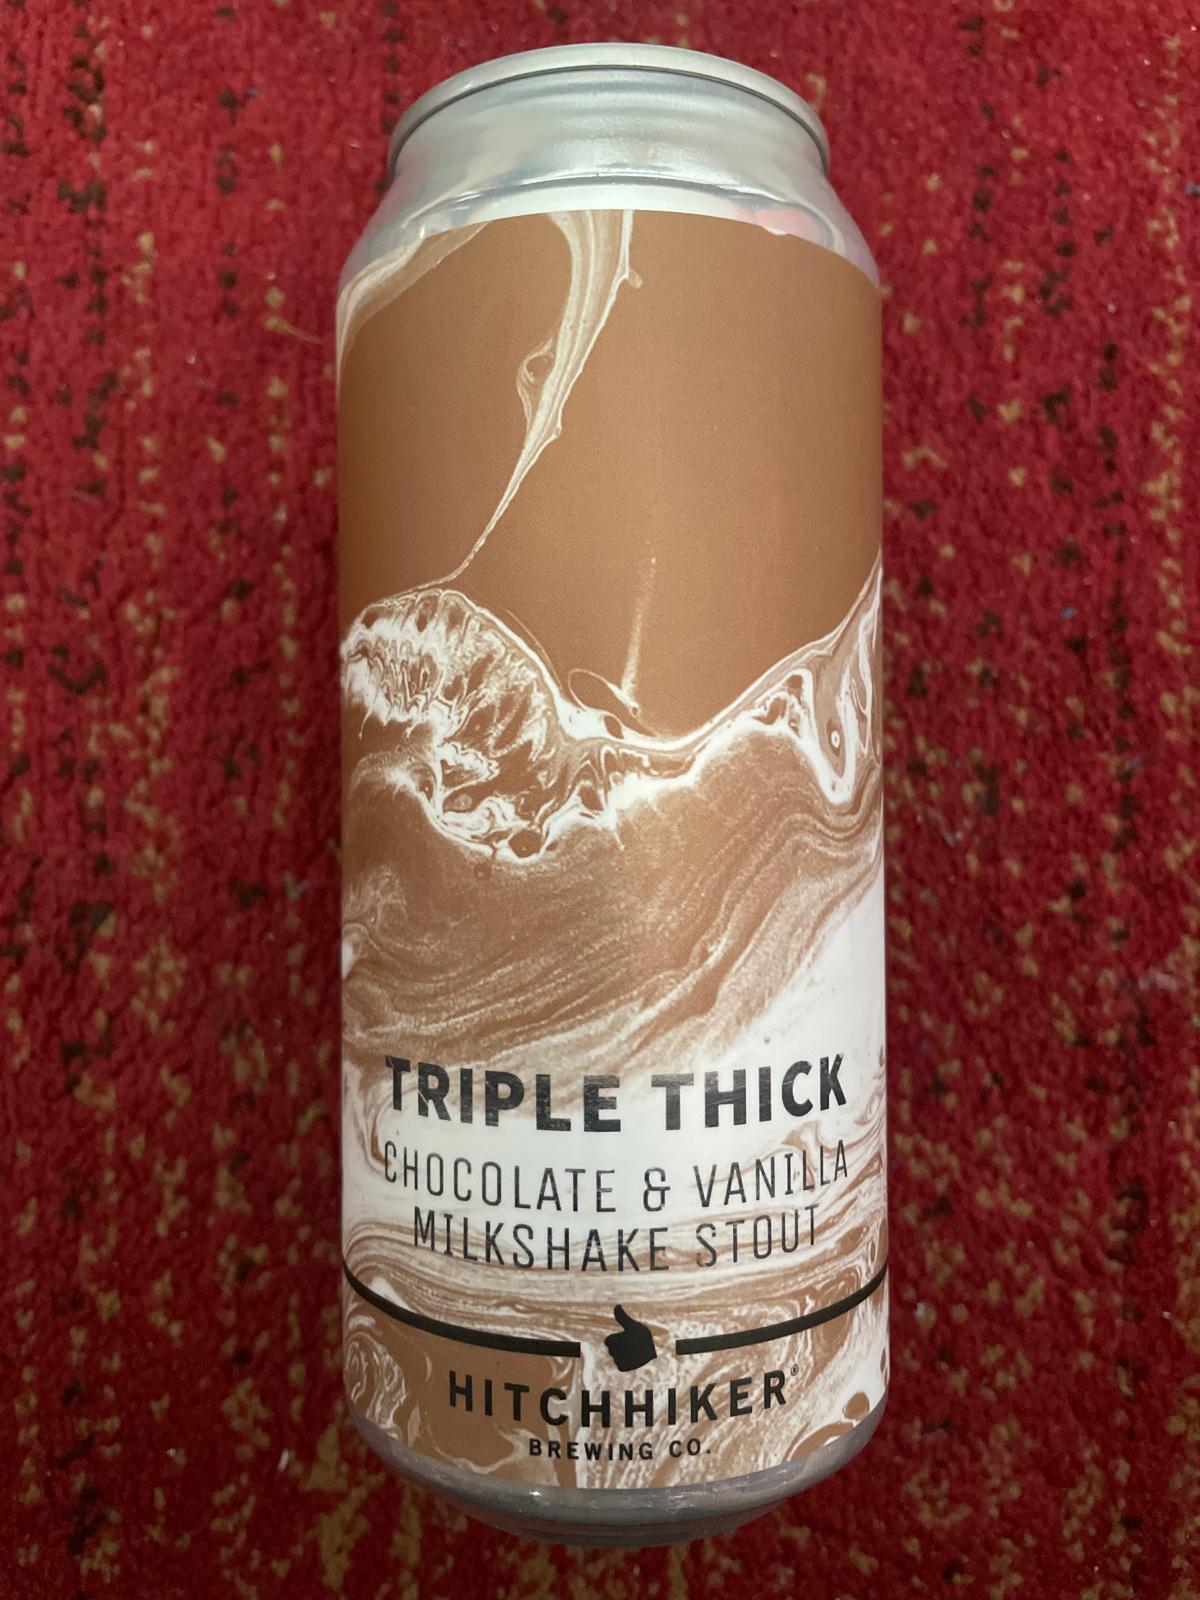 TRIPLE THICK
CHOCOLATE & VANILLA
MILKSHAKE STOUT
HITCHHIKER®
BREWING CO.